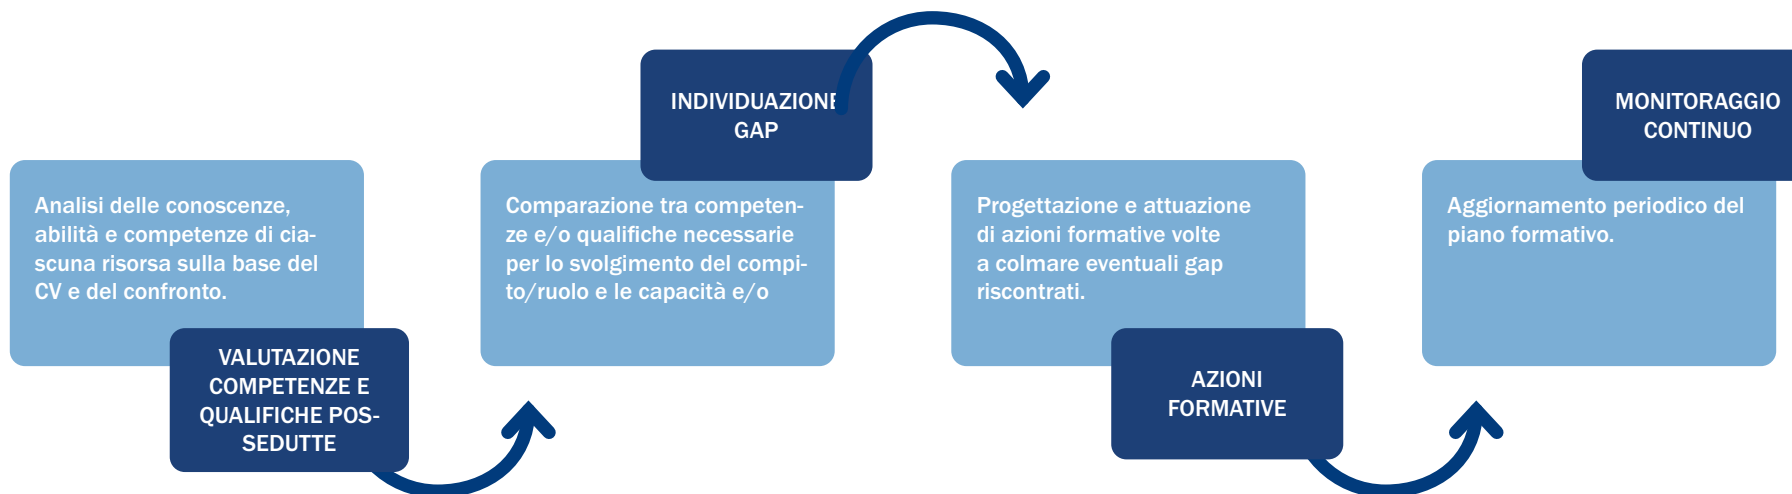 Analisi delle conoscenze,
abilità e competenze di cia-
scuna risorsa sulla base del
CV e del confronto.
VALUTAZIONE
COMPETENZE E
QUALIFICHE POS-
SEDUTTE
INDIVIDUAZIONE
GAP
Comparazione tra competen-
ze e/o qualifiche necessarie
per lo svolgimento del compi-
to/ruolo e le capacità e/o
Progettazione e attuazione
di azioni formative volte
a colmare eventuali gap
riscontrati.
AZIONI
FORMATIVE
MONITORAGGIO
CONTINUO
Aggiornamento periodico del
piano formativo.